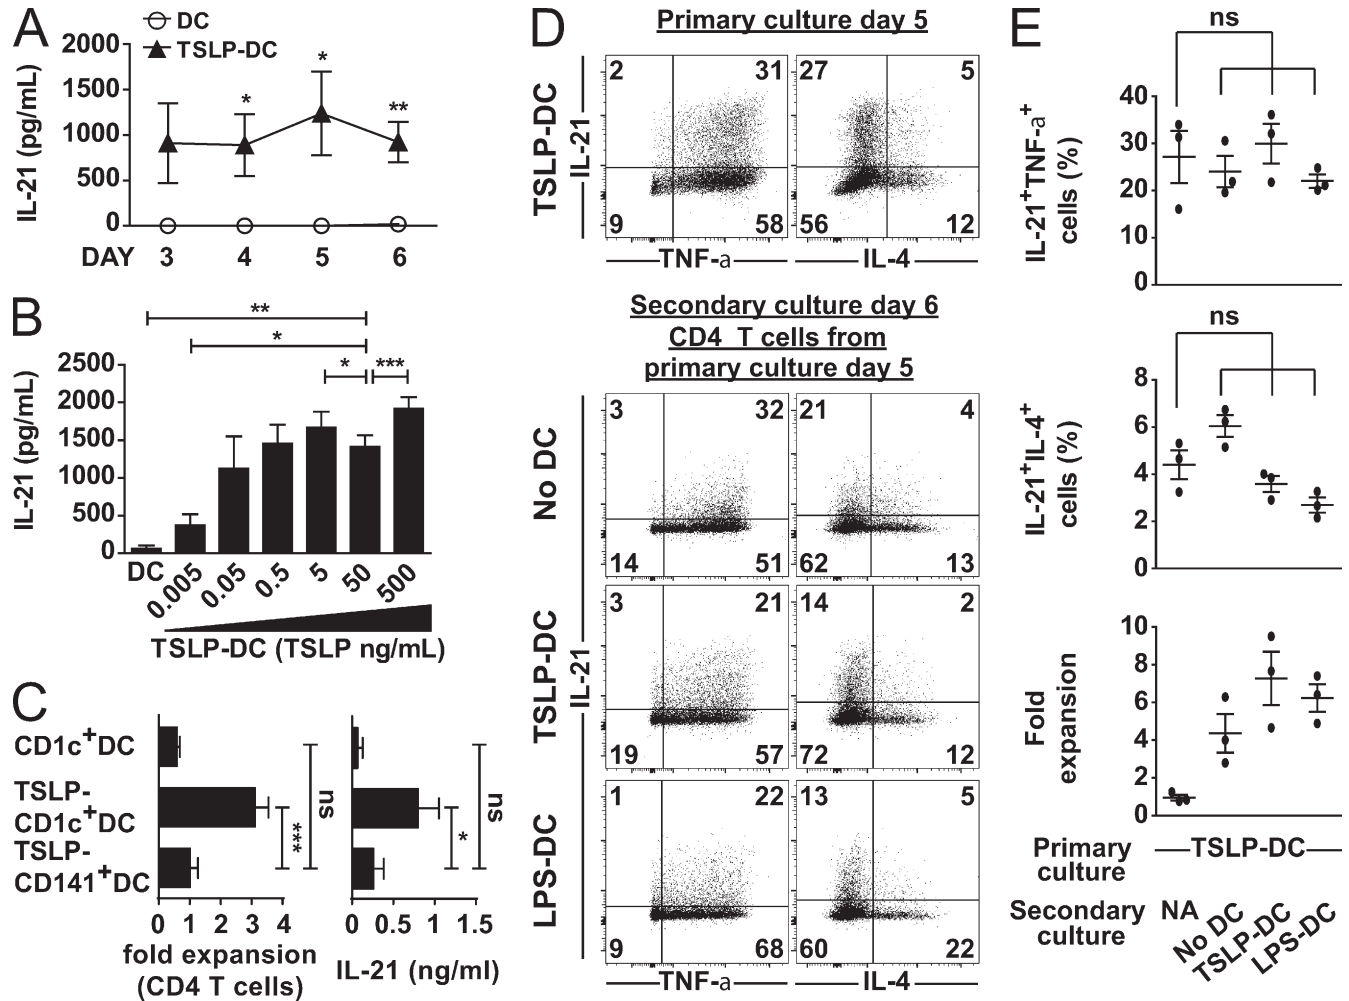 A
DC
TSLP-DC
IL-21 (pg/mL)
2000
1500
1000
500
0
* * **
DAY 3 4 5 6
B
**
*
* ***
IL-21 (pg/mL)
2500
2000
1500
1000
500
0
DC 0.005 0.05 0.5 5 50 500
TSLP-DC (TSLP ng/mL)
C
CD1c+DC
TSLP-
CD1c+DC
TSLP-
CD141+DC
*** ns
* ns
0 1 2 3 4
fold expansion
(CD4 T cells)
0 0.5 1 1.5
IL-21 (ng/ml)
D
Primary culture day 5
TSLP-DC
IL-21
2 31 27 5
9 58 56 12
TNF-a IL-4
Secondary culture day 6
CD4 T cells from
primary culture day 5
No DC
3 32 21 4
14 51 62 13
TSLP-DC
IL-21
3 21 14 2
19 57 72 12
LPS-DC
1 22 13 5
9 68 60 22
TNF-a IL-4
E
ns
IL-21+TNF-a+
cells (%)
40
30
20
10
0
ns
IL-21+IL-4+
cells (%)
8
6
4
2
0
Fold
expansion
10
8
6
4
2
0
Primary
culture
TSLP-DC
Secondary
culture
NA No DC TSLP-DC LPS-DC